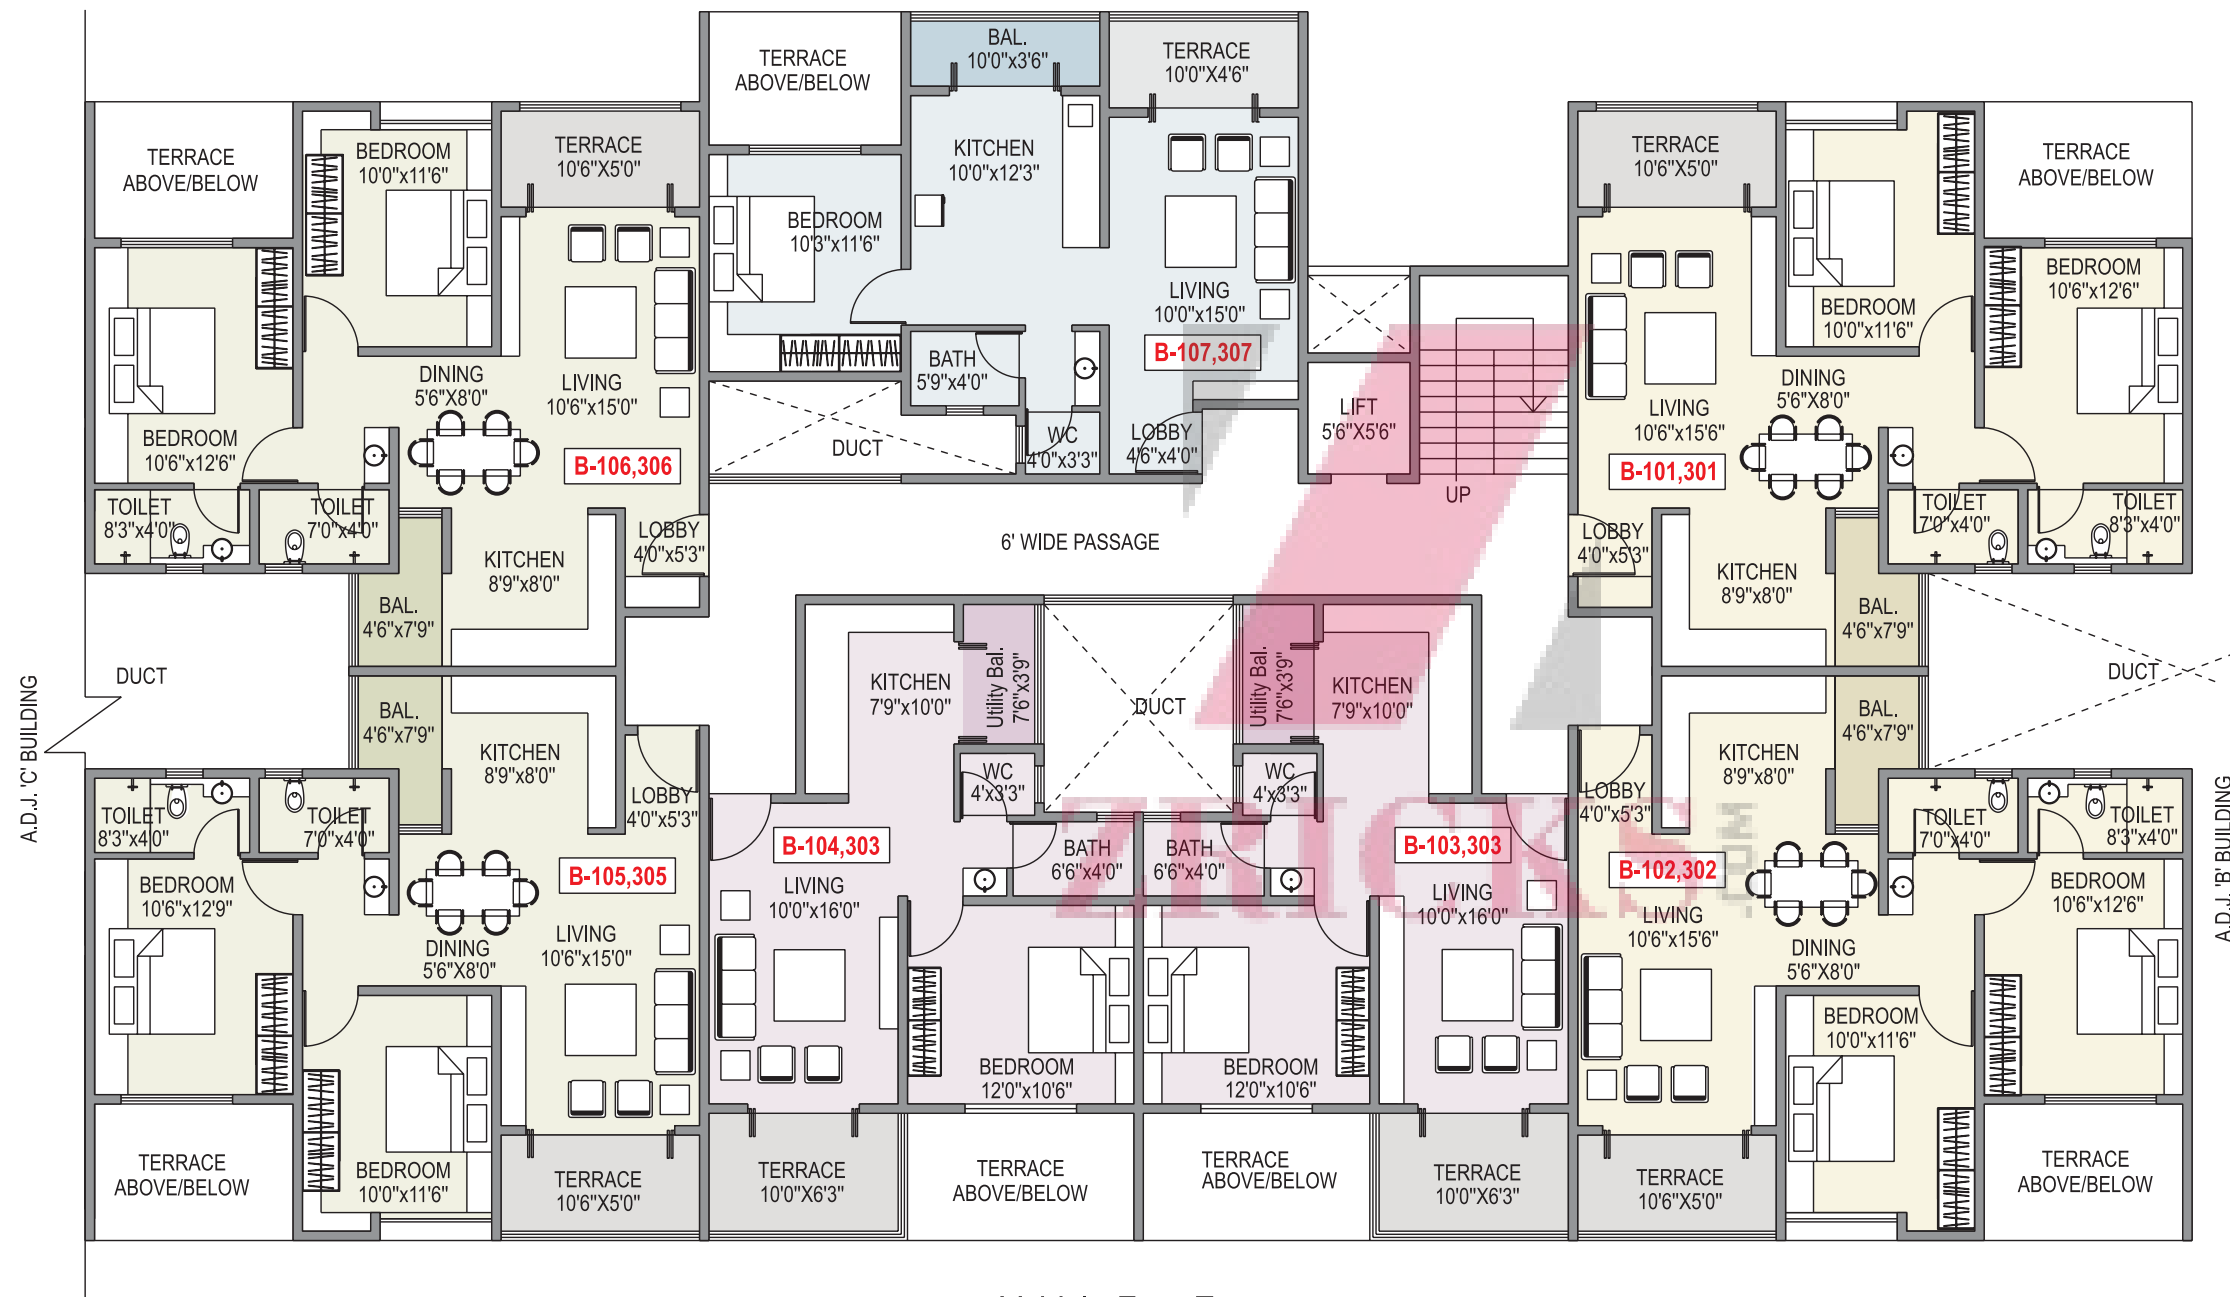 TERRACE
ABOVE/BELOW
BEDROOM
10'0"x11'6"
TERRACE
10'6"X5'0"
BEDROOM
10'6"x12'6"
DINING
5'6"X8'0"
LIVING
10'6"x15'0"
B-106,306
TOILET
8'3"x4'0"
TOILET
7'0"x4'0"
KITCHEN
8'9"x8'0"
LOBBY
4'0"x5'3"
BAL.
4'6"x7'9"
TERRACE
ABOVE/BELOW
BAL.
10'0"x3'6"
TERRACE
10'0"X4'6"
KITCHEN
10'0"x12'3"
BEDROOM
10'3"x11'6"
LIVING
10'0"x15'0"
B-107,307
BATH
5'9"x4'0"
WC
4'0"x3'3"
LOBBY
4'6"x4'0"
DUCT
LIFT
5'6"X5'6"
UP
6' WIDE PASSAGE
TERRACE
10'6"X5'0"
TERRACE
ABOVE/BELOW
BEDROOM
10'0"x11'6"
BEDROOM
10'6"x12'6"
DINING
5'6"X8'0"
LIVING
10'6"x15'6"
B-101,301
TOILET
7'0"x4'0"
TOILET
8'3"x4'0"
LOBBY
4'0"x5'3"
KITCHEN
8'9"x8'0"
BAL.
4'6"x7'9"
DUCT
A.D.J. 'C' BUILDING
DUCT
A.D.J. 'B' BUILDING
BAL.
4'6"x7'9"
KITCHEN
8'9"x8'0"
LOBBY
4'0"x5'3"
TOILET
8'3"x4'0"
TOILET
7'0"x4'0"
B-105,305
BEDROOM
10'6"x12'9"
DINING
5'6"X8'0"
LIVING
10'6"x15'0"
BEDROOM
10'0"x11'6"
TERRACE
ABOVE/BELOW
TERRACE
10'6"X5'0"
KITCHEN
7'9"x10'0"
Utility Bal.
7'6"x3'9"
WC
4'x3'3"
BATH
6'6"x4'0"
B-104,303
LIVING
10'0"x16'0"
BEDROOM
12'0"x10'6"
TERRACE
10'0"X6'3"
TERRACE
ABOVE/BELOW
DUCT
Utility Bal.
7'6"x3'9"
KITCHEN
7'9"x10'0"
WC
4'x3'3"
BATH
6'6"x4'0"
B-103,303
LIVING
10'0"x16'0"
BEDROOM
12'0"x10'6"
TERRACE
ABOVE/BELOW
TERRACE
10'0"X6'3"
BAL.
4'6"x7'9"
KITCHEN
8'9"x8'0"
LOBBY
4'0"x5'3"
TOILET
7'0"x4'0"
TOILET
8'3"x4'0"
B-102,302
LIVING
10'6"x15'6"
DINING
5'6"X8'0"
BEDROOM
10'6"x12'6"
BEDROOM
10'0"x11'6"
TERRACE
10'6"X5'0"
TERRACE
ABOVE/BELOW
ZRICKS
.COM